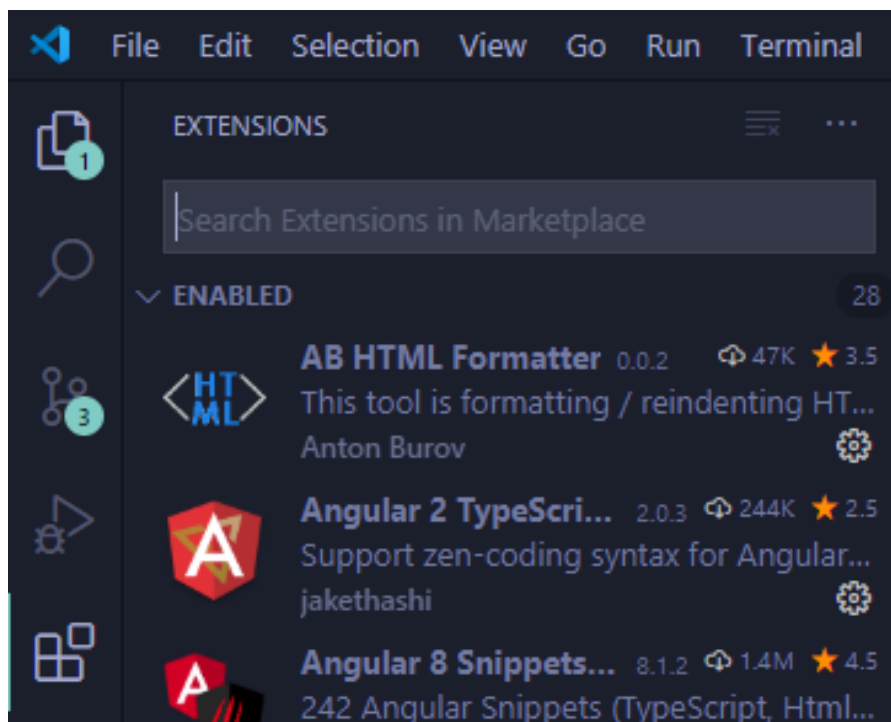 File Edit Selection View Go Run Terminal
EXTENSIONS
1
Search Extensions in Marketplace
ENABLED 28
HTML
AB HTML Formatter 0.0.2 47K 3.5
This tool is formatting / reindenting HT...
Anton Burov
3
Angular 2 TypeScri... 2.0.3 244K 2.5
Support zen-coding syntax for Angular...
jakethashi
A
Angular 8 Snippets... 8.1.2 1.4M 4.5
242 Angular Snippets (TypeScript, Html...
A